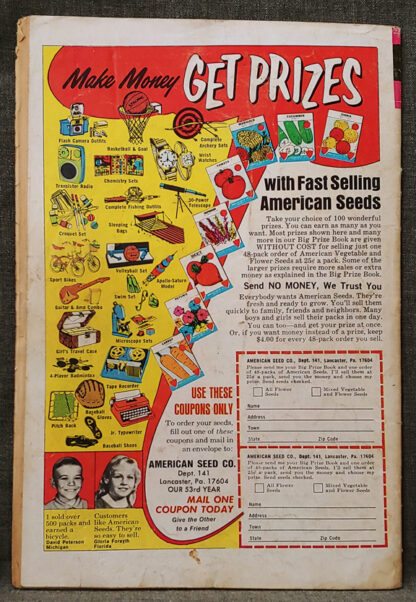 Make Money GET PRIZES
Flash Camera Outfits
Basketball & Goal
Complete
Archery Sets
Wrist
Watches
Transistor Radio
Chemistry Sets
Complete Fishing Outfits
30-Power
Telescope
Croquet Set
Sleeping
Bags
Sport Bikes
Volleyball Set
Apollo-Saturn
Model
Guitar & Amp Combo
Swim Set
Girl's Travel Case
Microscope Sets
4-Player Badminton
Tape Recorder
Baseball
Gloves
Pitch Back
Jr. Typewriter
Baseball Shoes
CUCUMBER
with Fast Selling
American Seeds
Take your choice of 100 wonderful
prizes. You can earn as many as you
want. Most prizes shown here and many
more in our Big Prize Book are given
WITHOUT COST for selling just one
48-pack order of American Vegetable and
Flower Seeds at 25¢ a pack. Some of the
larger prizes require more sales or extra
money as explained in the Big Prize Book.
Send NO MONEY, We Trust You
Everybody wants American Seeds. They're
fresh and ready to grow. You'll sell them
quickly to family, friends and neighbors. Many
boys and girls sell their packs in one day.
You can too—and get your prize at once.
Or, if you want money instead of a prize, keep
$4.00 for every 48-pack order you sell.
USE THESE
COUPONS ONLY
To order your seeds,
fill out one of these
coupons and mail in
an envelope to:
AMERICAN SEED CO.
Dept. 141
Lancaster, Pa. 17604
OUR 53rd YEAR
MAIL ONE
COUPON TODAY
Give the Other
to a Friend
AMERICAN SEED CO., Dept. 141, Lancaster, Pa. 17604
Please send me your Big Prize Book and one order
of 48-packs of American Seeds. I'll sell them at
25¢ a pack, send you the money and choose my
prize. Send seeds checked.
All Flower
Seeds
Mixed Vegetable
and Flower Seeds
Name
Address
Town
State Zip Code
AMERICAN SEED CO., Dept. 141, Lancaster, Pa. 17604
Please send me your Big Prize Book and one order
of 48-packs of American Seeds. I'll sell them at
25¢ a pack, send you the money and choose my
prize. Send seeds checked.
All Flower
Seeds
Mixed Vegetable
and Flower Seeds
Name
Address
Town
State Zip Code
I sold over
500 packs and
earned a
bicycle.
David Peterson
Michigan
Customers
like American
Seeds. They're
so easy to sell.
Gloria Forsyth
Florida